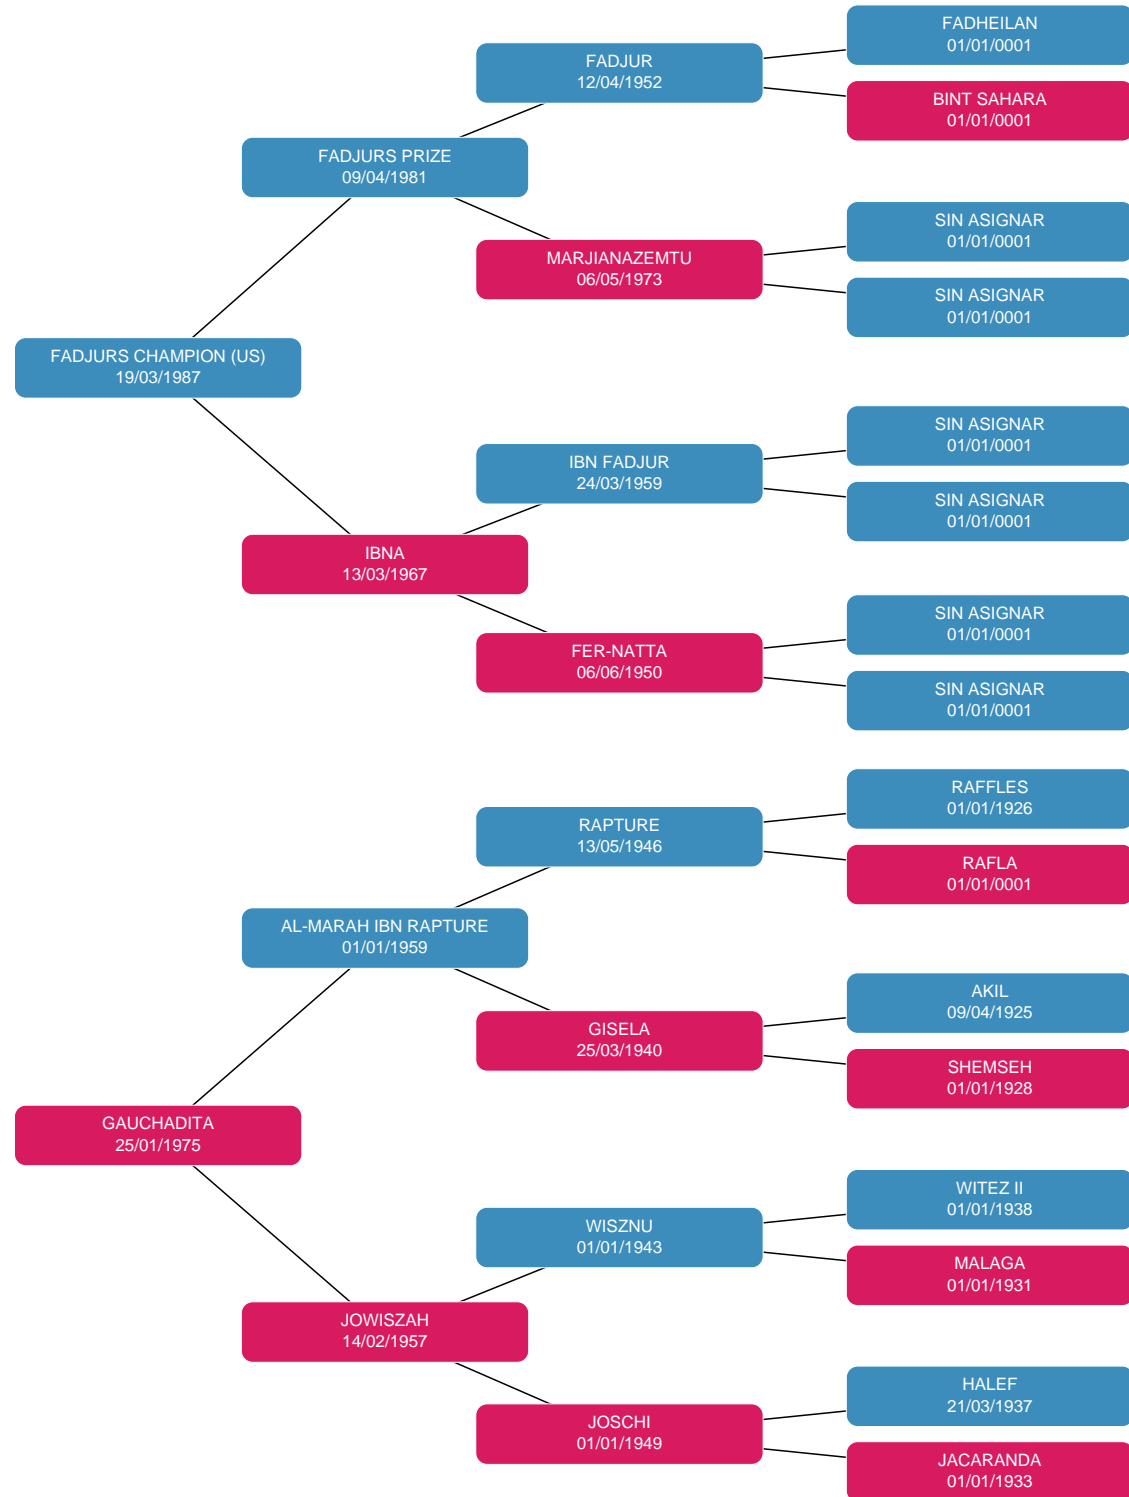 FADHEILAN
01/01/0001
FADJUR
12/04/1952
BINT SAHARA
01/01/0001
FADJURS PRIZE
09/04/1981
SIN ASIGNAR
01/01/0001
MARJIANAZEMTU
06/05/1973
SIN ASIGNAR
01/01/0001
FADJURS CHAMPION (US)
19/03/1987
SIN ASIGNAR
01/01/0001
IBN FADJUR
24/03/1959
SIN ASIGNAR
01/01/0001
IBNA
13/03/1967
SIN ASIGNAR
01/01/0001
FER-NATTA
06/06/1950
SIN ASIGNAR
01/01/0001
RAFFLES
01/01/1926
RAPTURE
13/05/1946
RAFLA
01/01/0001
AL-MARAH IBN RAPTURE
01/01/1959
AKIL
09/04/1925
GISELA
25/03/1940
SHEMSEH
01/01/1928
GAUCHADITA
25/01/1975
WITEZ II
01/01/1938
WISZNU
01/01/1943
MALAGA
01/01/1931
JOWISZAH
14/02/1957
HALEF
21/03/1937
JOSCHI
01/01/1949
JACARANDA
01/01/1933